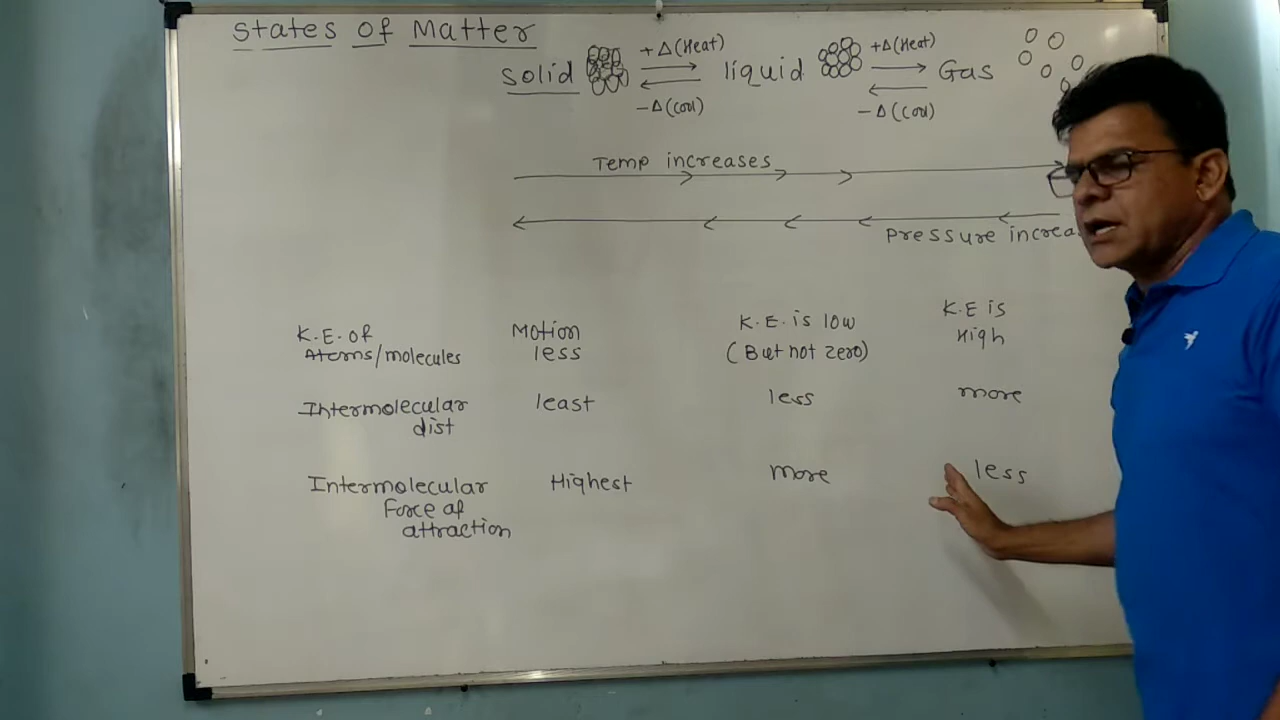 States of Matter
+Δ(Heat) +Δ(Heat)
solid liquid Gas
-Δ(Cool) -Δ(Cool)
Temp increases
Pressure increa
K.E. of Motion K.E. is low K.E is
Atoms/molecules less (But not zero) High
Intermolecular least less more
dist
Intermolecular Highest more less
Force of
attraction